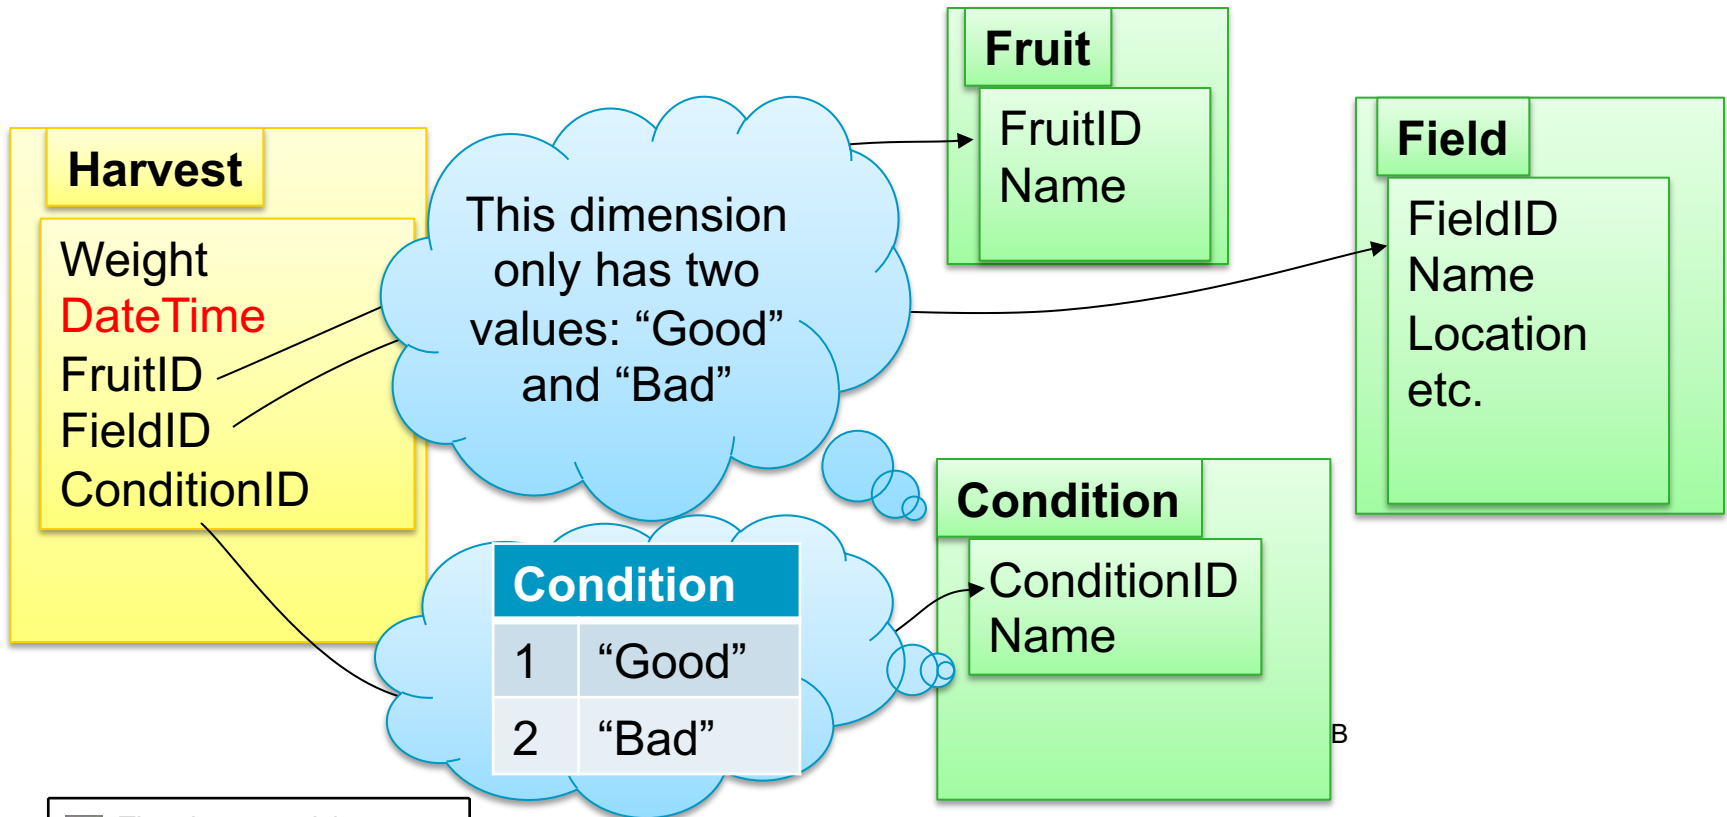 Harvest
Weight
DateTime
FruitID
FieldID
ConditionID
This dimension
only has two
values: “Good”
and “Bad”
Fruit
FruitID
Name
Field
FieldID
Name
Location
etc.
Condition
1 “Good”
2 “Bad”
Condition
ConditionID
Name
B